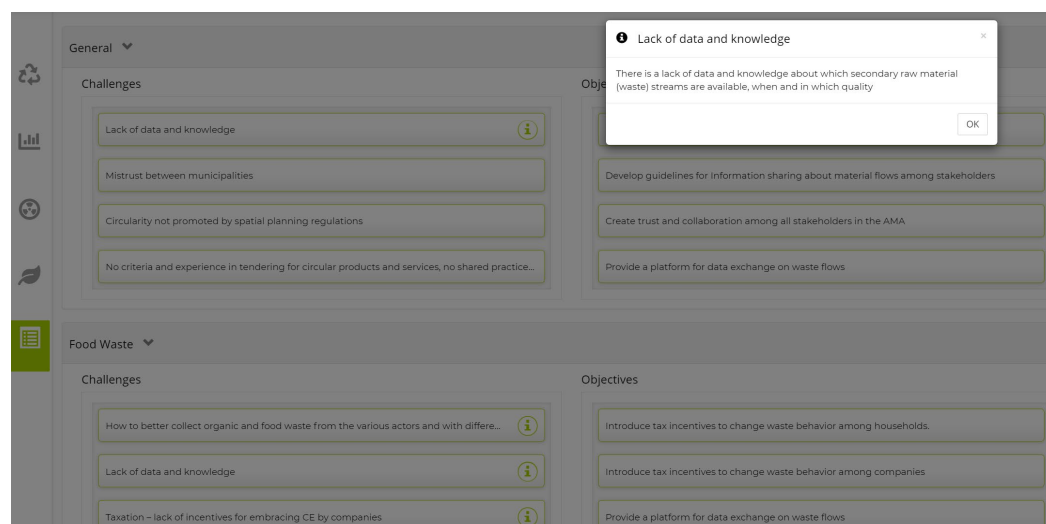 General
Challenges
Obje
Lack of data and knowledge
Mistrust between municipalities
Circularity not promoted by spatial planning regulations
No criteria and experience in tendering for circular products and services, no shared practice...
Lack of data and knowledge
×
There is a lack of data and knowledge about which secondary raw material
(waste) streams are available, when and in which quality
OK
Develop guidelines for Information sharing about material flows among stakeholders
Create trust and collaboration among all stakeholders in the AMA
Provide a platform for data exchange on waste flows
Food Waste
Challenges
Objectives
How to better collect organic and food waste from the various actors and with differe...
Lack of data and knowledge
Taxation – lack of incentives for embracing CE by companies
Introduce tax incentives to change waste behavior among households.
Introduce tax incentives to change waste behavior among companies
Provide a platform for data exchange on waste flows